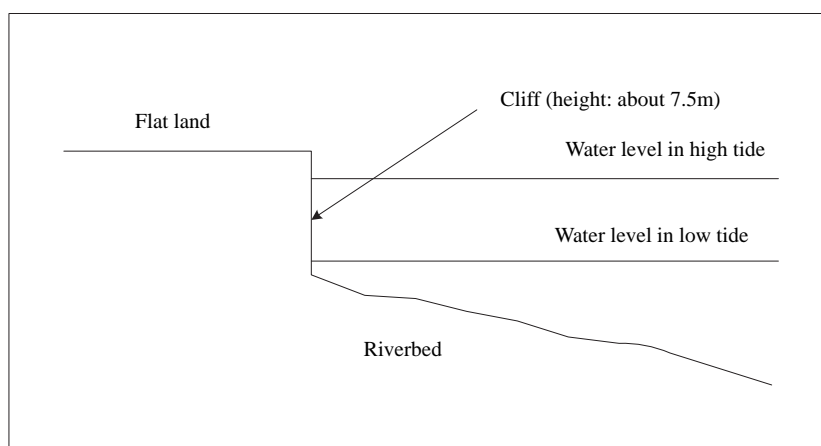 Cliff (height: about 7.5m)
Flat land
Water level in high tide
Water level in low tide
Riverbed